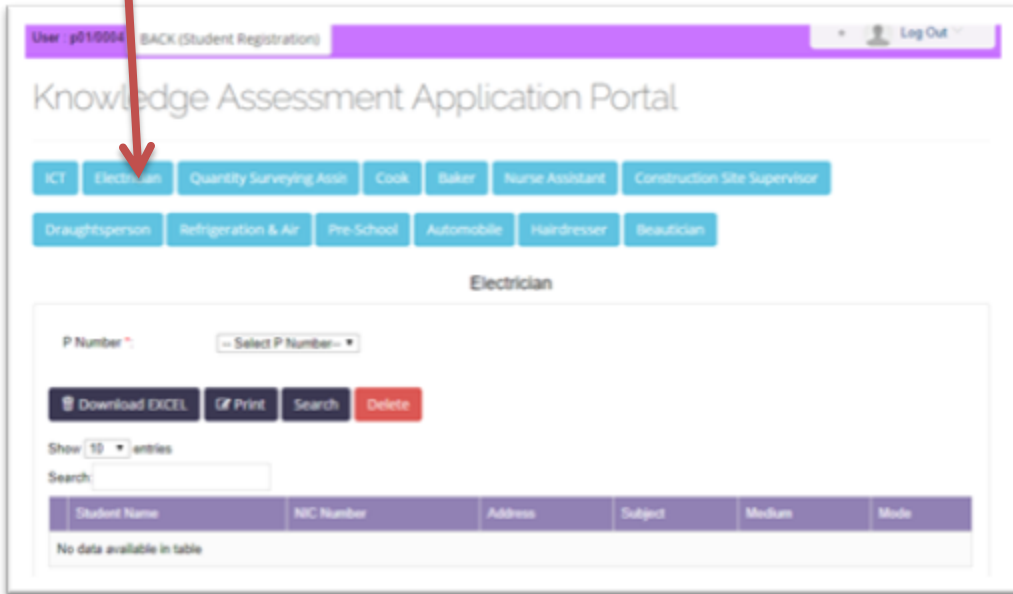 User : p01/0004 BACK (Student Registration) Log Out
Knowledge Assessment Application Portal
ICT Electrician Quantity Surveying Assis Cook Baker Nurse Assistant Construction Site Supervisor
Draughtsperson Refrigeration & Air Pre-School Automobile Hairdresser Beautician
Electrician
P Number *: -- Select P Number--
Download EXCEL Print Search Delete
Show 10 entries
Search:
Student Name NIC Number Address Subject Medium Mode
No data available in table